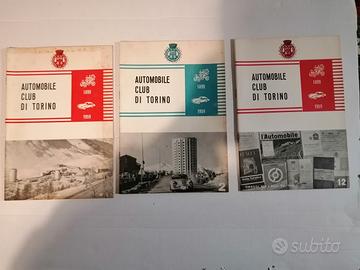 AUTOMOBILE
CLUB
DI TORINO
1899
1959
AUTOMOBILE
CLUB
DI TORINO
1899
1959
2
AUTOMOBILE
CLUB
DI TORINO
1899
1959
l'Automobile
12
subito